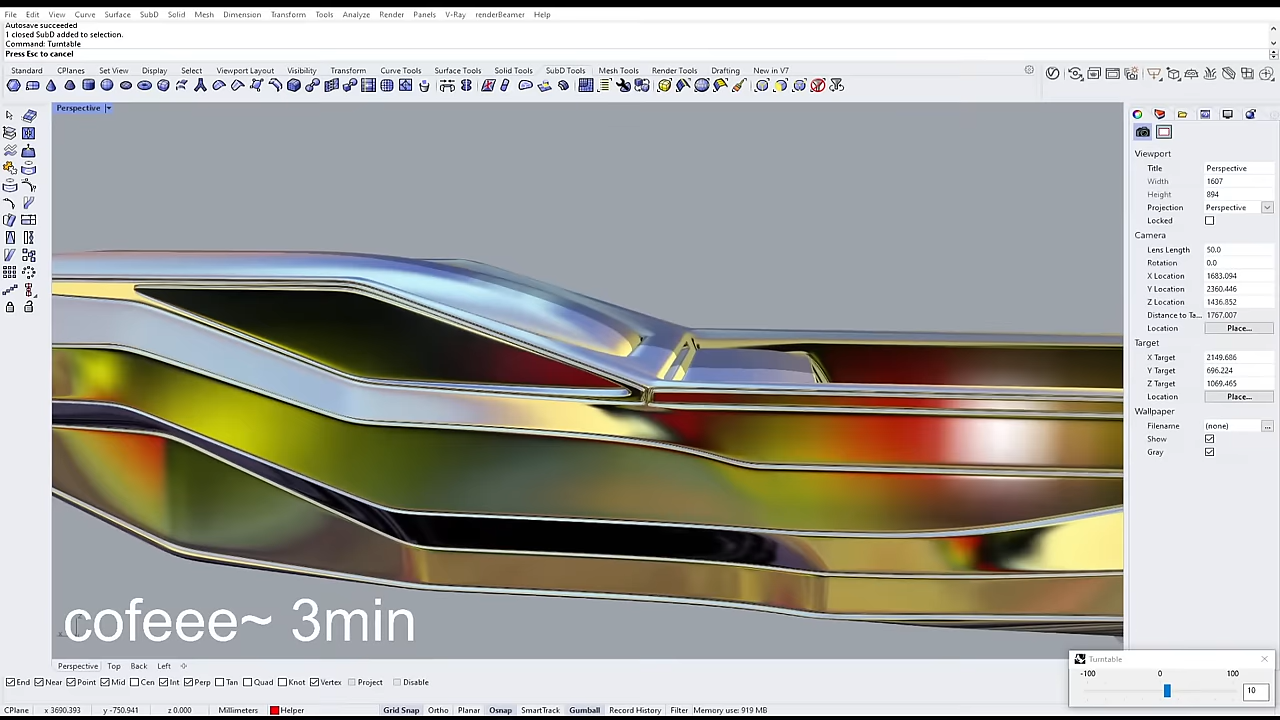 File Edit View Curve Surface SubD Solid Mesh Dimension Transform Tools Analyze Render Panels V-Ray renderBeamer Help
Autosave succeeded
1 closed SubD added to selection.
Command: Turntable
Press Esc to cancel
Standard CPlanes Set View Display Select Viewport Layout Visibility Transform Curve Tools Surface Tools Solid Tools SubD Tools Mesh Tools Render Tools Drafting New in V7
Perspective
Viewport
Title Perspective
Width 1607
Height 894
Projection Perspective
Locked
Camera
Lens Length 50.0
Rotation 0.0
X Location 1683.094
Y Location 2360.446
Z Location 1436.852
Distance to Ta... 1767.007
Location Place...
Target
X Target 2149.686
Y Target 696.224
Z Target 1069.465
Location Place...
Wallpaper
Filename (none) ...
Show
Gray
cofeee~ 3min
Perspective Top Back Left
Turntable
-100 0 100
10
End Near Point Mid Cen Int Perp Tan Quad Knot Vertex Project Disable
CPlane x 3690.393 y -750.941 z 0.000 Millimeters Helper Grid Snap Ortho Planar Osnap SmartTrack Gumball Record History Filter Memory use: 919 MB